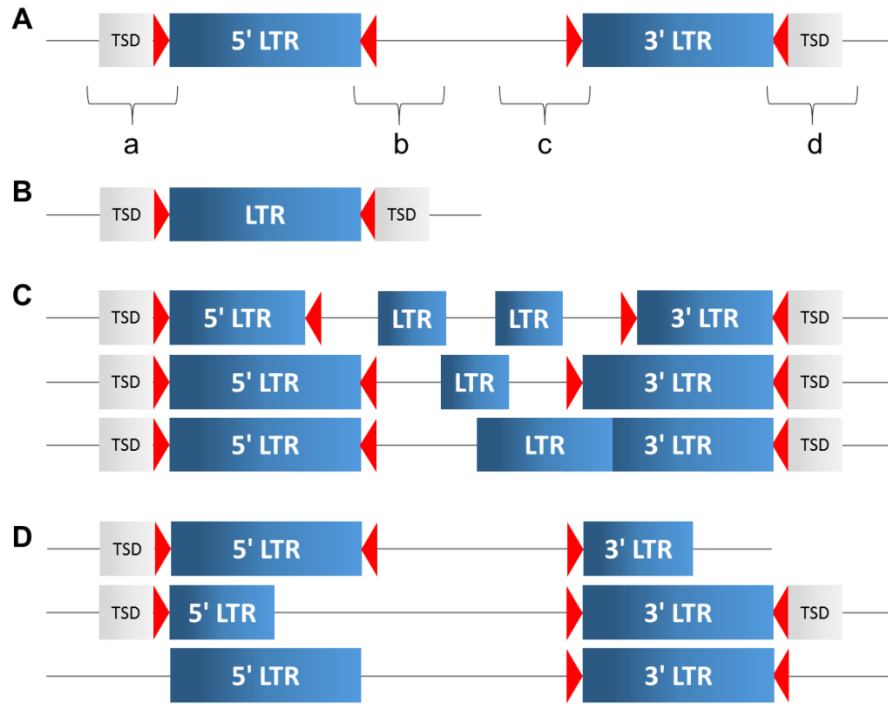 A
TSD 5' LTR 3' LTR TSD
a b c d
B
TSD LTR TSD
C
TSD 5' LTR LTR LTR 3' LTR TSD
TSD 5' LTR LTR 3' LTR TSD
TSD 5' LTR LTR 3' LTR TSD
D
TSD 5' LTR 3' LTR
TSD 5' LTR 3' LTR TSD
5' LTR 3' LTR